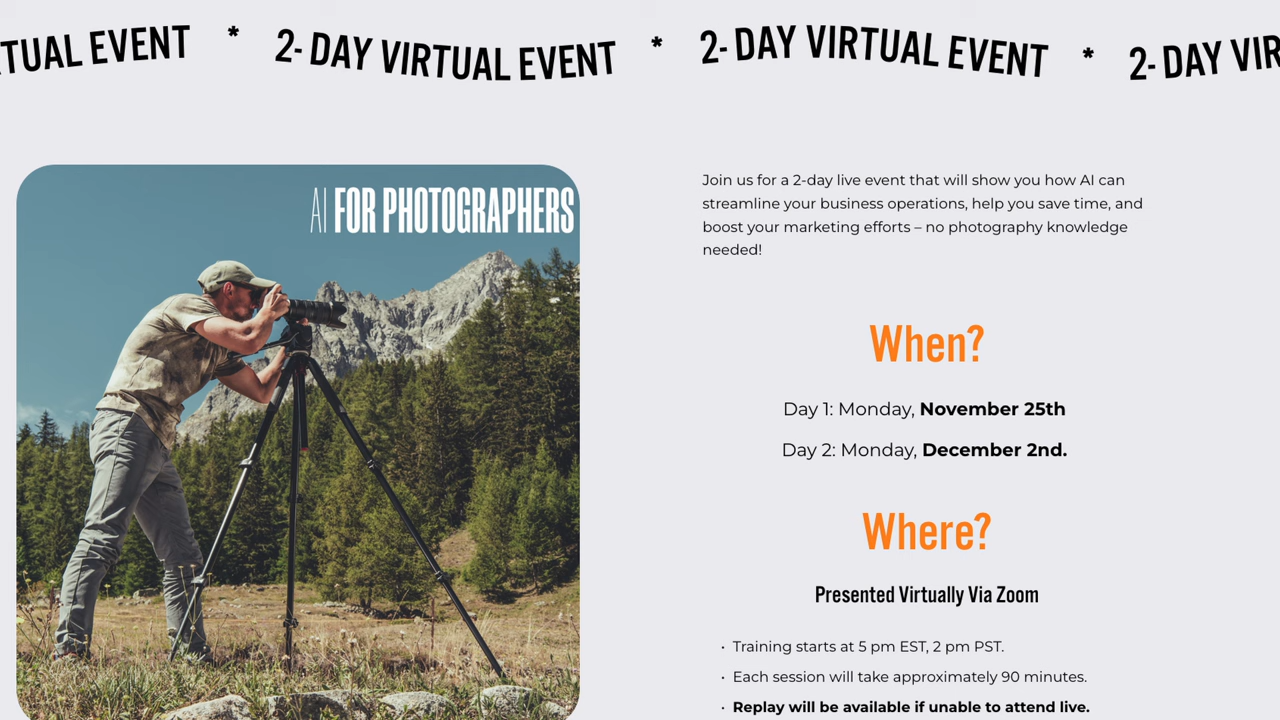 TUAL EVENT * 2- DAY VIRTUAL EVENT * 2- DAY VIRTUAL EVENT * 2- DAY VIR
AI FOR PHOTOGRAPHERS
Join us for a 2-day live event that will show you how AI can
streamline your business operations, help you save time, and
boost your marketing efforts – no photography knowledge
needed!
When?
Day 1: Monday, November 25th
Day 2: Monday, December 2nd.
Where?
Presented Virtually Via Zoom
• Training starts at 5 pm EST, 2 pm PST.
• Each session will take approximately 90 minutes.
• Replay will be available if unable to attend live.